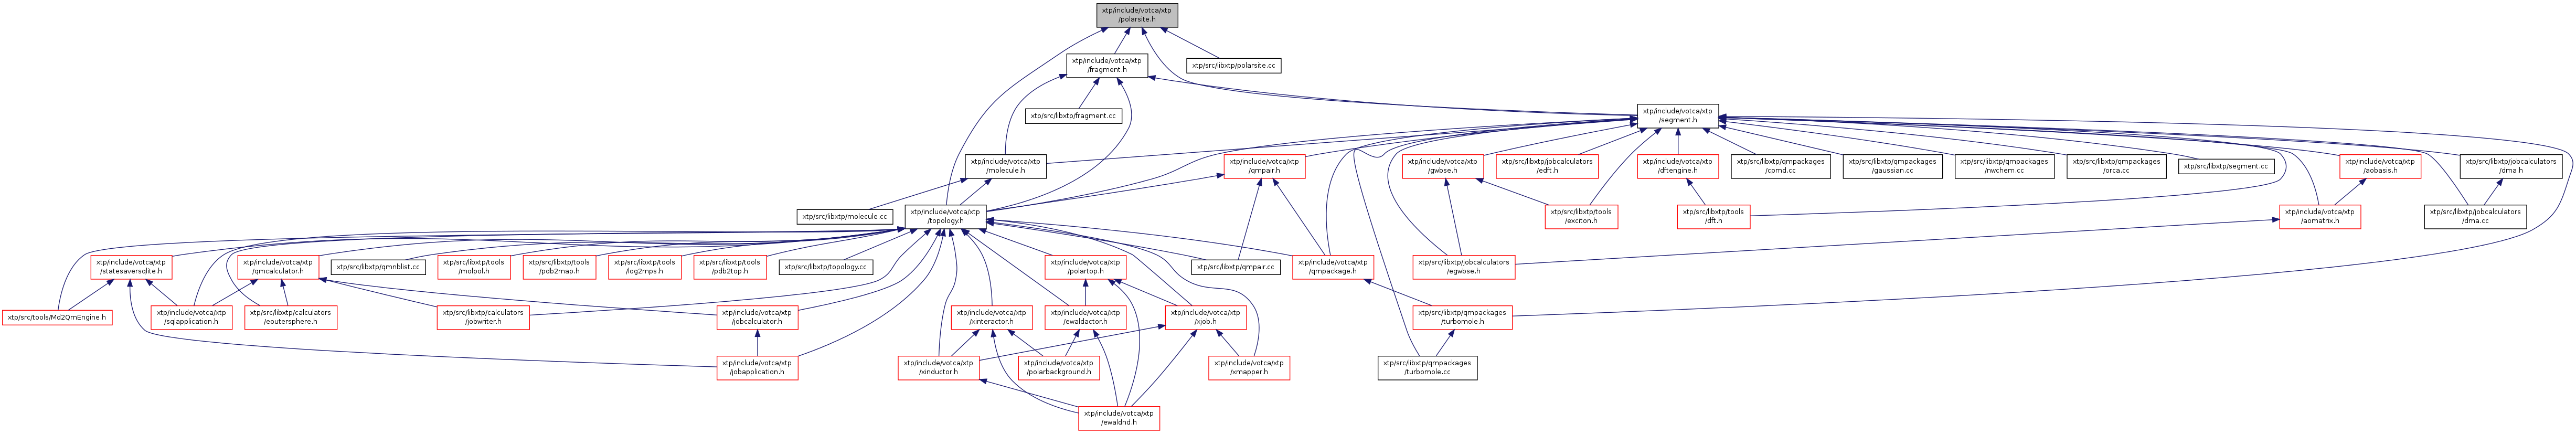 xtp/include/votca/xtp
/polarsite.h
xtp/include/votca/xtp
/fragment.h
xtp/src/libxtp/polarsite.cc
xtp/src/libxtp/fragment.cc
xtp/include/votca/xtp
/segment.h
xtp/include/votca/xtp
/molecule.h
xtp/include/votca/xtp
/qmpair.h
xtp/include/votca/xtp
/gwbse.h
xtp/src/libxtp/jobcalculators
/edft.h
xtp/include/votca/xtp
/dftengine.h
xtp/src/libxtp/qmpackages
/cpmd.cc
xtp/src/libxtp/qmpackages
/gaussian.cc
xtp/src/libxtp/qmpackages
/nwchem.cc
xtp/src/libxtp/qmpackages
/orca.cc
xtp/src/libxtp/segment.cc
xtp/include/votca/xtp
/aobasis.h
xtp/src/libxtp/jobcalculators
/dma.h
xtp/src/libxtp/molecule.cc
xtp/include/votca/xtp
/topology.h
xtp/src/libxtp/tools
/exciton.h
xtp/src/libxtp/tools
/dft.h
xtp/include/votca/xtp
/aomatrix.h
xtp/src/libxtp/jobcalculators
/dma.cc
xtp/include/votca/xtp
/statesaversqlite.h
xtp/include/votca/xtp
/qmcalculator.h
xtp/src/libxtp/qmnblist.cc
xtp/src/libxtp/tools
/molpol.h
xtp/src/libxtp/tools
/pdb2map.h
xtp/src/libxtp/tools
/log2mps.h
xtp/src/libxtp/tools
/pdb2top.h
xtp/src/libxtp/topology.cc
xtp/include/votca/xtp
/polartop.h
xtp/src/libxtp/qmpair.cc
xtp/include/votca/xtp
/qmpackage.h
xtp/src/libxtp/jobcalculators
/egwbse.h
xtp/src/tools/Md2QmEngine.h
xtp/include/votca/xtp
/sqlapplication.h
xtp/src/libxtp/calculators
/eoutersphere.h
xtp/src/libxtp/calculators
/jobwriter.h
xtp/include/votca/xtp
/jobcalculator.h
xtp/include/votca/xtp
/xinteractor.h
xtp/include/votca/xtp
/ewaldactor.h
xtp/include/votca/xtp
/xjob.h
xtp/src/libxtp/qmpackages
/turbomole.h
xtp/include/votca/xtp
/jobapplication.h
xtp/include/votca/xtp
/xinductor.h
xtp/include/votca/xtp
/polarbackground.h
xtp/include/votca/xtp
/xmapper.h
xtp/src/libxtp/qmpackages
/turbomole.cc
xtp/include/votca/xtp
/ewaldnd.h